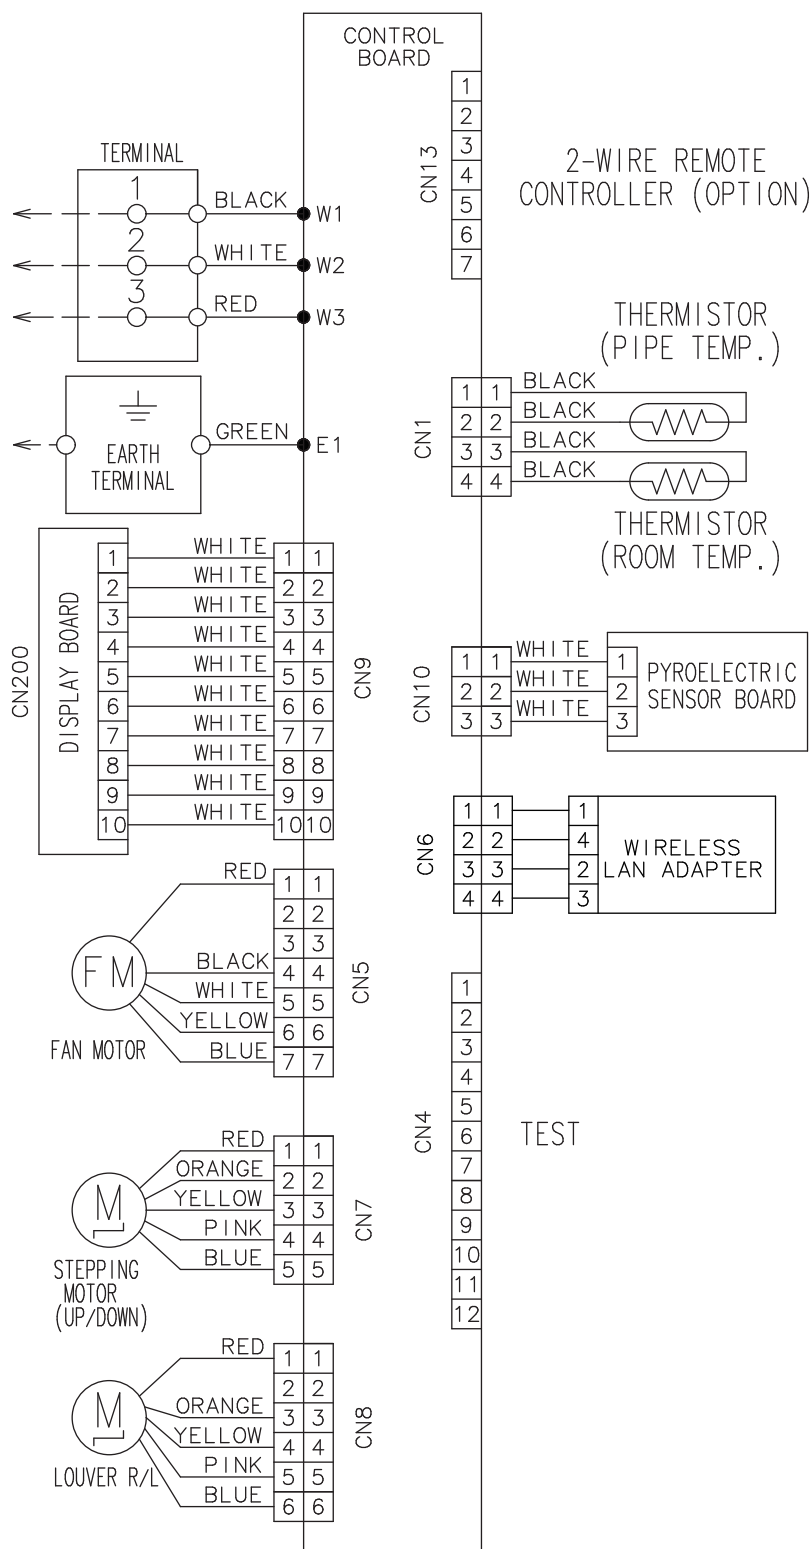 CONTROL
BOARD
CN13
1
2
3
4
5
6
7
2-WIRE REMOTE
CONTROLLER (OPTION)
TERMINAL
1 BLACK W1
2 WHITE W2
3 RED W3
EARTH
TERMINAL
GREEN E1
THERMISTOR
(PIPE TEMP.)
CN1
1 1 BLACK
2 2 BLACK
3 3 BLACK
4 4 BLACK
THERMISTOR
(ROOM TEMP.)
CN200
DISPLAY BOARD
1 WHITE 1 1
2 WHITE 2 2
3 WHITE 3 3
4 WHITE 4 4
5 WHITE 5 5
6 WHITE 6 6
7 WHITE 7 7
8 WHITE 8 8
9 WHITE 9 9
10 WHITE 10 10
CN9
CN10
1 1 WHITE 1
2 2 WHITE 2
3 3 WHITE 3
PYROELECTRIC
SENSOR BOARD
CN6
1 1 1
2 2 4
3 3 2
4 4 3
WIRELESS
LAN ADAPTER
FM
FAN MOTOR
RED 1 1
2 2
3 3
BLACK 4 4
WHITE 5 5
YELLOW 6 6
BLUE 7 7
CN5
CN4
1
2
3
4
5
6
7
8
9
10
11
12
TEST
M
STEPPING
MOTOR
(UP/DOWN)
RED 1 1
ORANGE 2 2
YELLOW 3 3
PINK 4 4
BLUE 5 5
CN7
M
LOUVER R/L
RED 1 1
2 2
ORANGE 3 3
YELLOW 4 4
PINK 5 5
BLUE 6 6
CN8